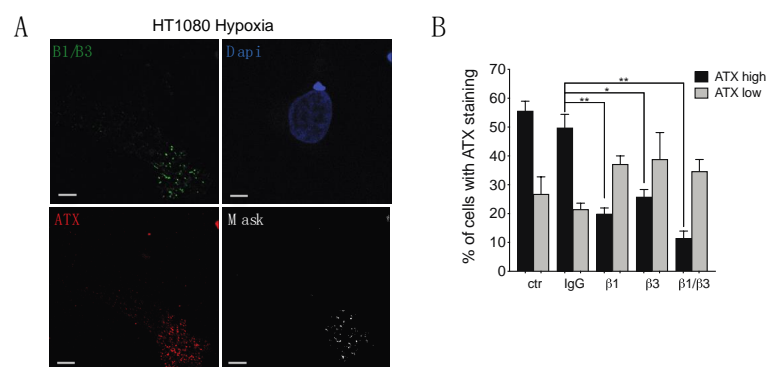 A
HT1080 Hypoxia
B1/B3
Dapi
ATX
Mask
B
% of cells with ATX staining
70
60
50
40
30
20
10
0
**
*
**
ATX high
ATX low
ctr
IgG
β1
β3
β1/β3